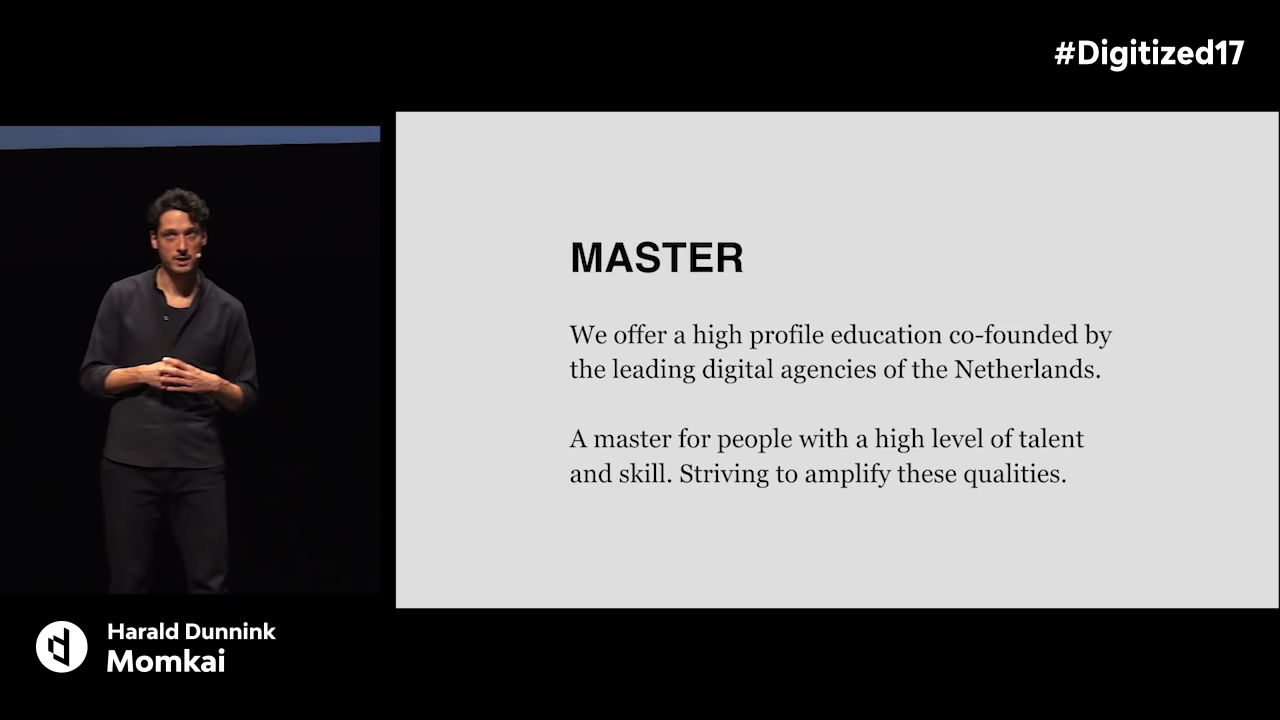 #Digitized17
MASTER
We offer a high profile education co-founded by
the leading digital agencies of the Netherlands.
A master for people with a high level of talent
and skill. Striving to amplify these qualities.
Harald Dunnink
Momkai